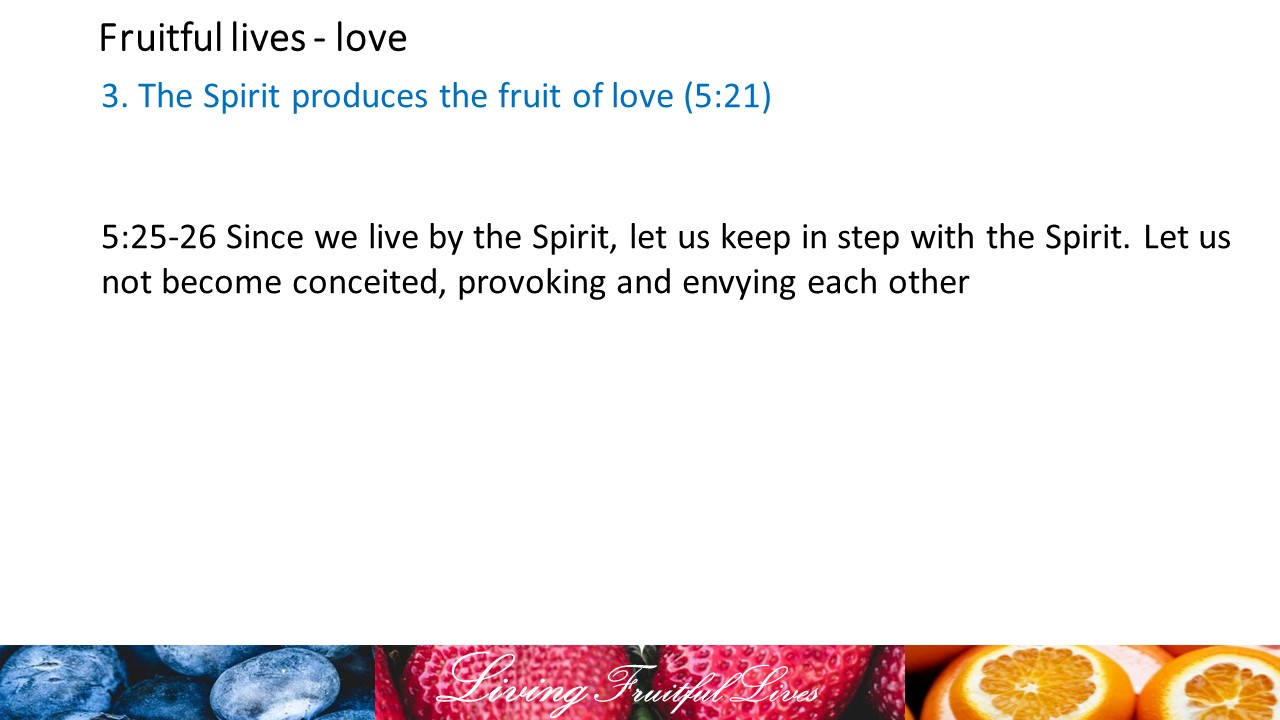 Fruitful lives - love
3. The Spirit produces the fruit of love (5:21)
5:25-26 Since we live by the Spirit, let us keep in step with the Spirit. Let us
not become conceited, provoking and envying each other
Living Fruitful Lives